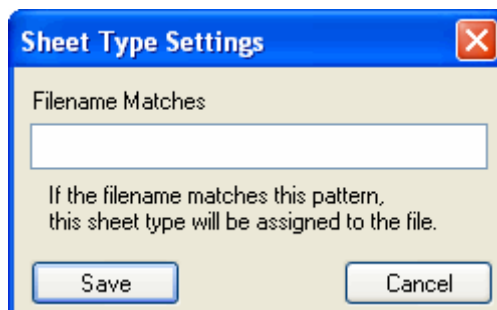 Sheet Type Settings
Filename Matches
If the filename matches this pattern,
this sheet type will be assigned to the file.
Save
Cancel